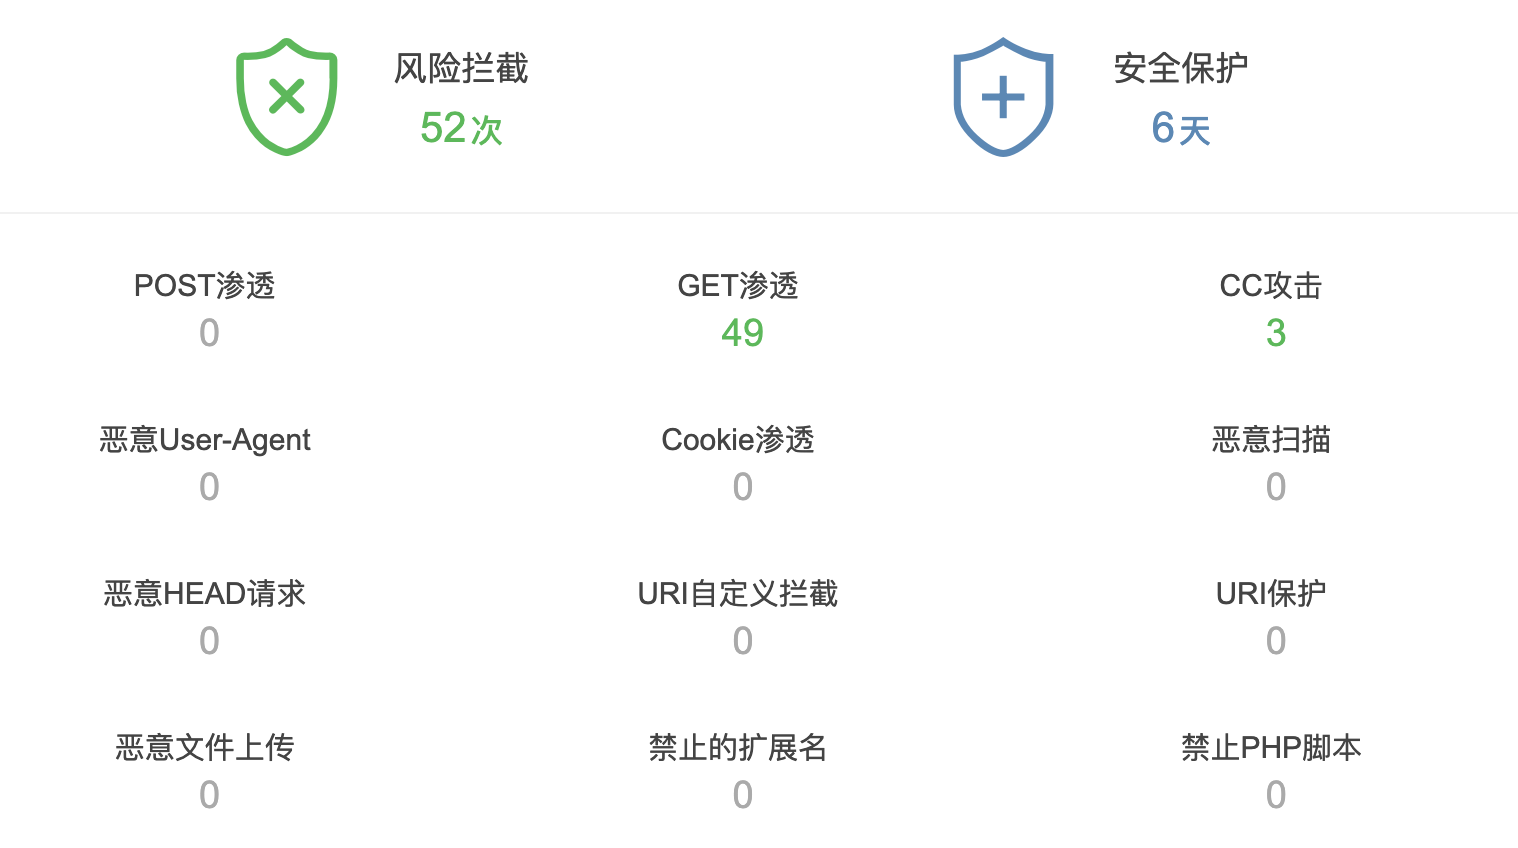 风险拦截
52次
安全保护
6天
POST渗透
0
GET渗透
49
CC攻击
3
恶意User-Agent
0
Cookie渗透
0
恶意扫描
0
恶意HEAD请求
0
URI自定义拦截
0
URI保护
0
恶意文件上传
0
禁止的扩展名
0
禁止PHP脚本
0